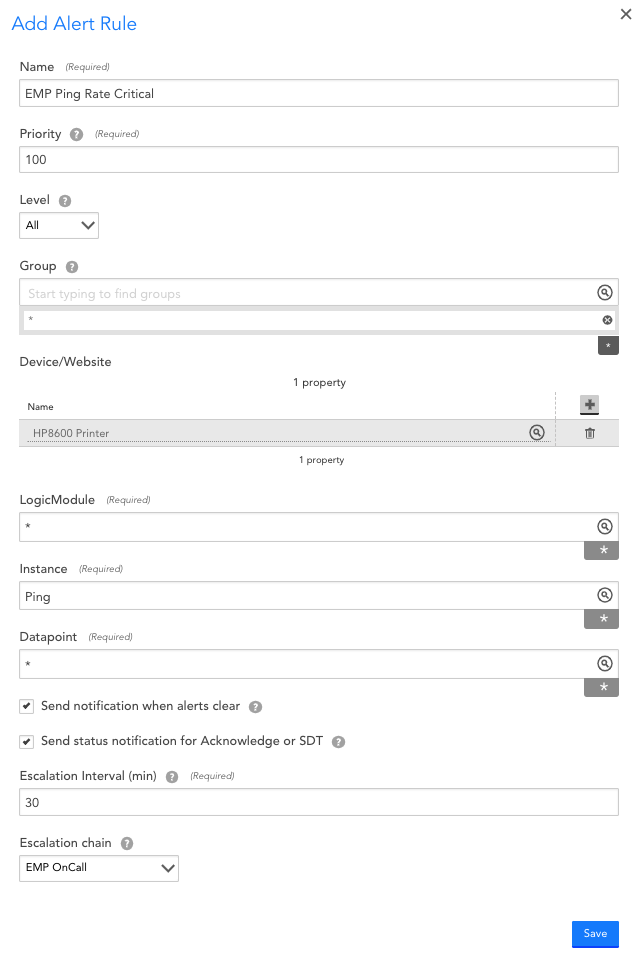 Add Alert Rule
Name (Required)
EMP Ping Rate Critical
Priority ? (Required)
100
Level ?
All
Group ?
Start typing to find groups
*
*
Device/Website
1 property
Name
HP8600 Printer
1 property
LogicModule (Required)
*
*
Instance (Required)
Ping
*
Datapoint (Required)
*
*
Send notification when alerts clear ?
Send status notification for Acknowledge or SDT ?
Escalation Interval (min) ? (Required)
30
Escalation chain ?
EMP OnCall
Save